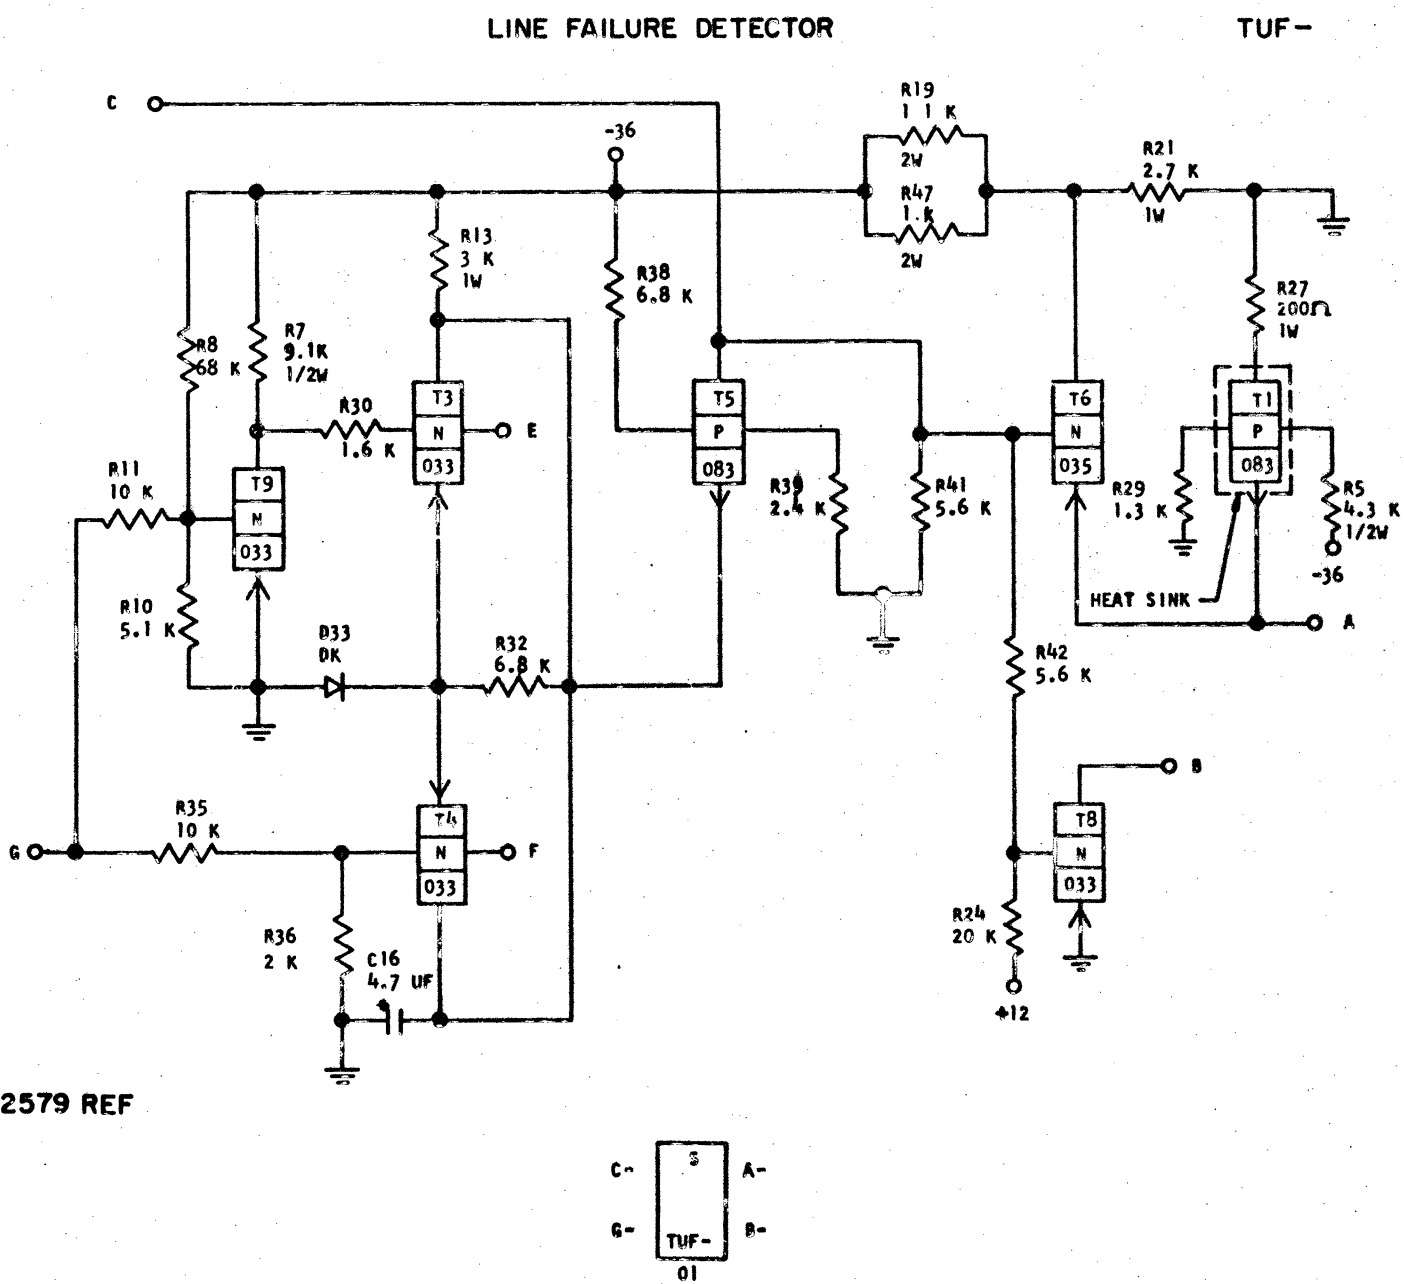 LINE FAILURE DETECTOR
TUF-
C
-36
R19
1 1 K
2W
R47
1.K
2W
R21
2.7 K
1W
R13
3 K
1W
R38
6.8 K
R27
200Ω
1W
R8
68 K
R7
9.1K
1/2W
R30
1.6 K
T3
N
033
E
T5
P
083
T6
N
035
T1
P
083
R11
10 K
T9
N
033
R39
2.4 K
R41
5.6 K
R29
1.3 K
R5
4.3 K
1/2W
-36
HEAT SINK
A
R10
5.1 K
D33
DK
R32
6.8 K
R42
5.6 K
B
G
R35
10 K
T4
N
033
F
T8
N
033
R36
2 K
C16
4.7 UF
R24
20 K
+12
2579 REF
C-
S
A-
G-
B-
TUF-
01